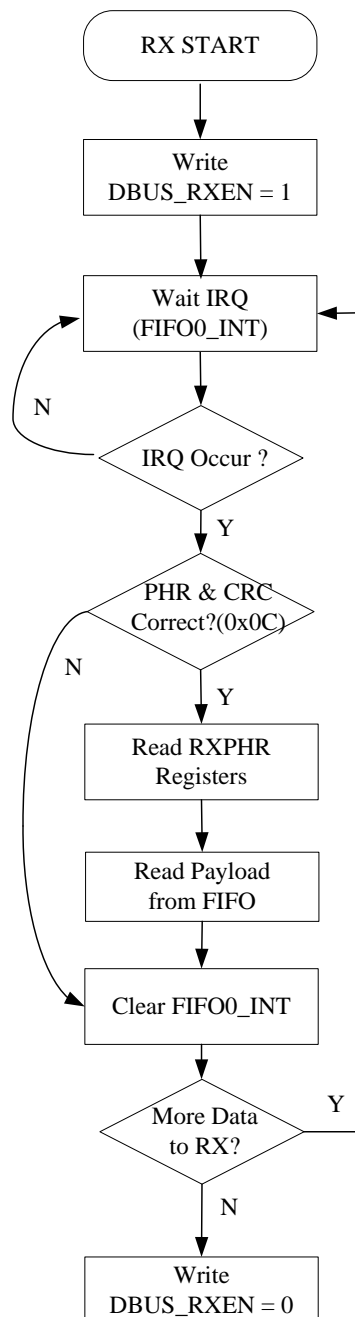 RX START
Write
DBUS_RXEN = 1
Wait IRQ
(FIFO0_INT)
N
IRQ Occur ?
Y
PHR & CRC
Correct?(0x0C)
N
Y
Read RXPHR
Registers
Read Payload
from FIFO
Clear FIFO0_INT
More Data
to RX?
Y
N
Write
DBUS_RXEN = 0